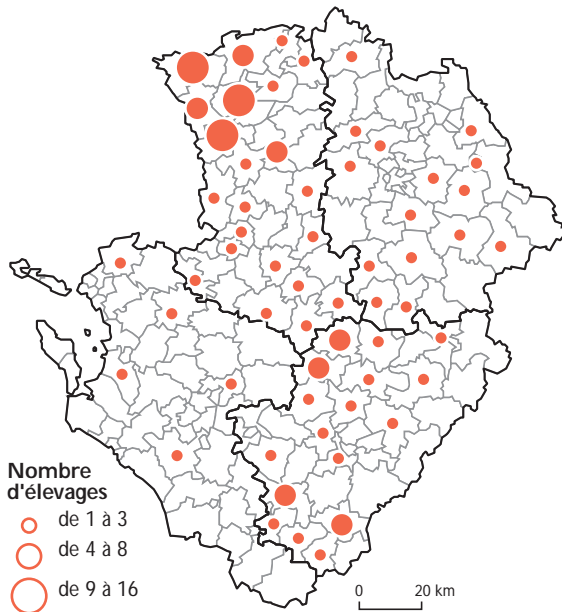 Nombre
d'élevages
de 1 à 3
de 4 à 8
de 9 à 16
0 20 km